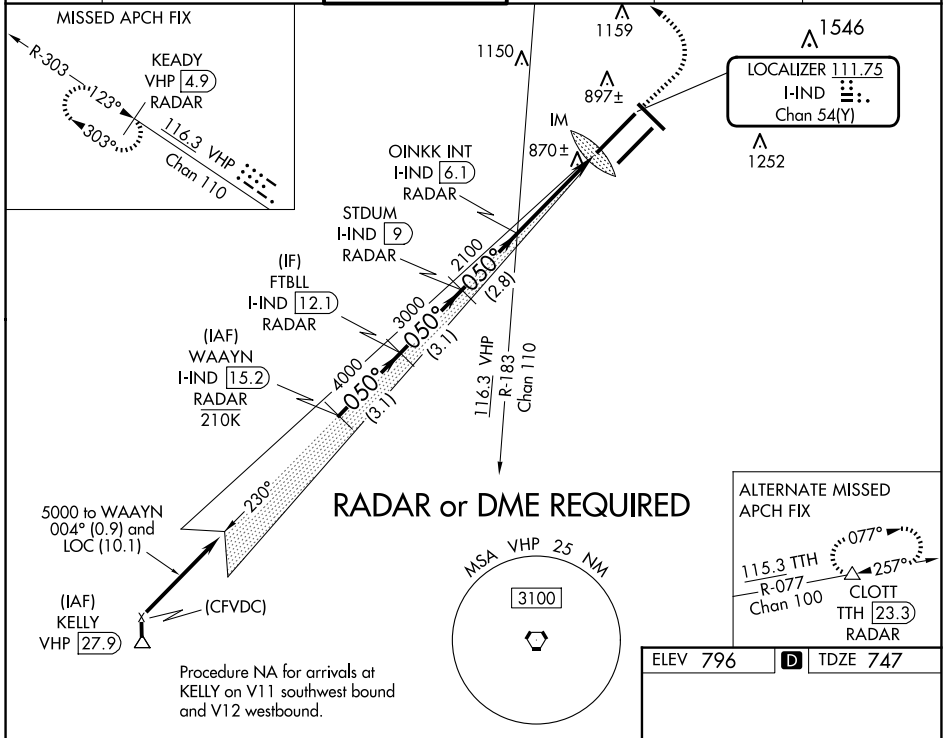 MISSED APCH FIX
R-303
KEADY
VHP 4.9
RADAR
123°
303°
116.3 VHP
Chan 110
1150
1159
1546
897±
LOCALIZER 111.75
I-IND
Chan 54(Y)
IM
870±
1252
OINKK INT
I-IND 6.1
RADAR
STDUM
I-IND 9
RADAR
2100
050°
(2.8)
(IF)
FTBLL
I-IND 12.1
RADAR
3000
050°
(3.1)
(IAF)
WAAYN
I-IND 15.2
RADAR
210K
4000
050°
(3.1)
116.3 VHP
R-183
Chan 110
230°
RADAR or DME REQUIRED
5000 to WAAYN
004° (0.9) and
LOC (10.1)
(IAF)
KELLY
VHP 27.9
(CFVDC)
MSA VHP 25 NM
3100
ALTERNATE MISSED
APCH FIX
077°
257°
115.3 TTH
R-077
Chan 100
CLOTT
TTH 23.3
RADAR
Procedure NA for arrivals at
KELLY on V11 southwest bound
and V12 westbound.
ELEV 796 D TDZE 747